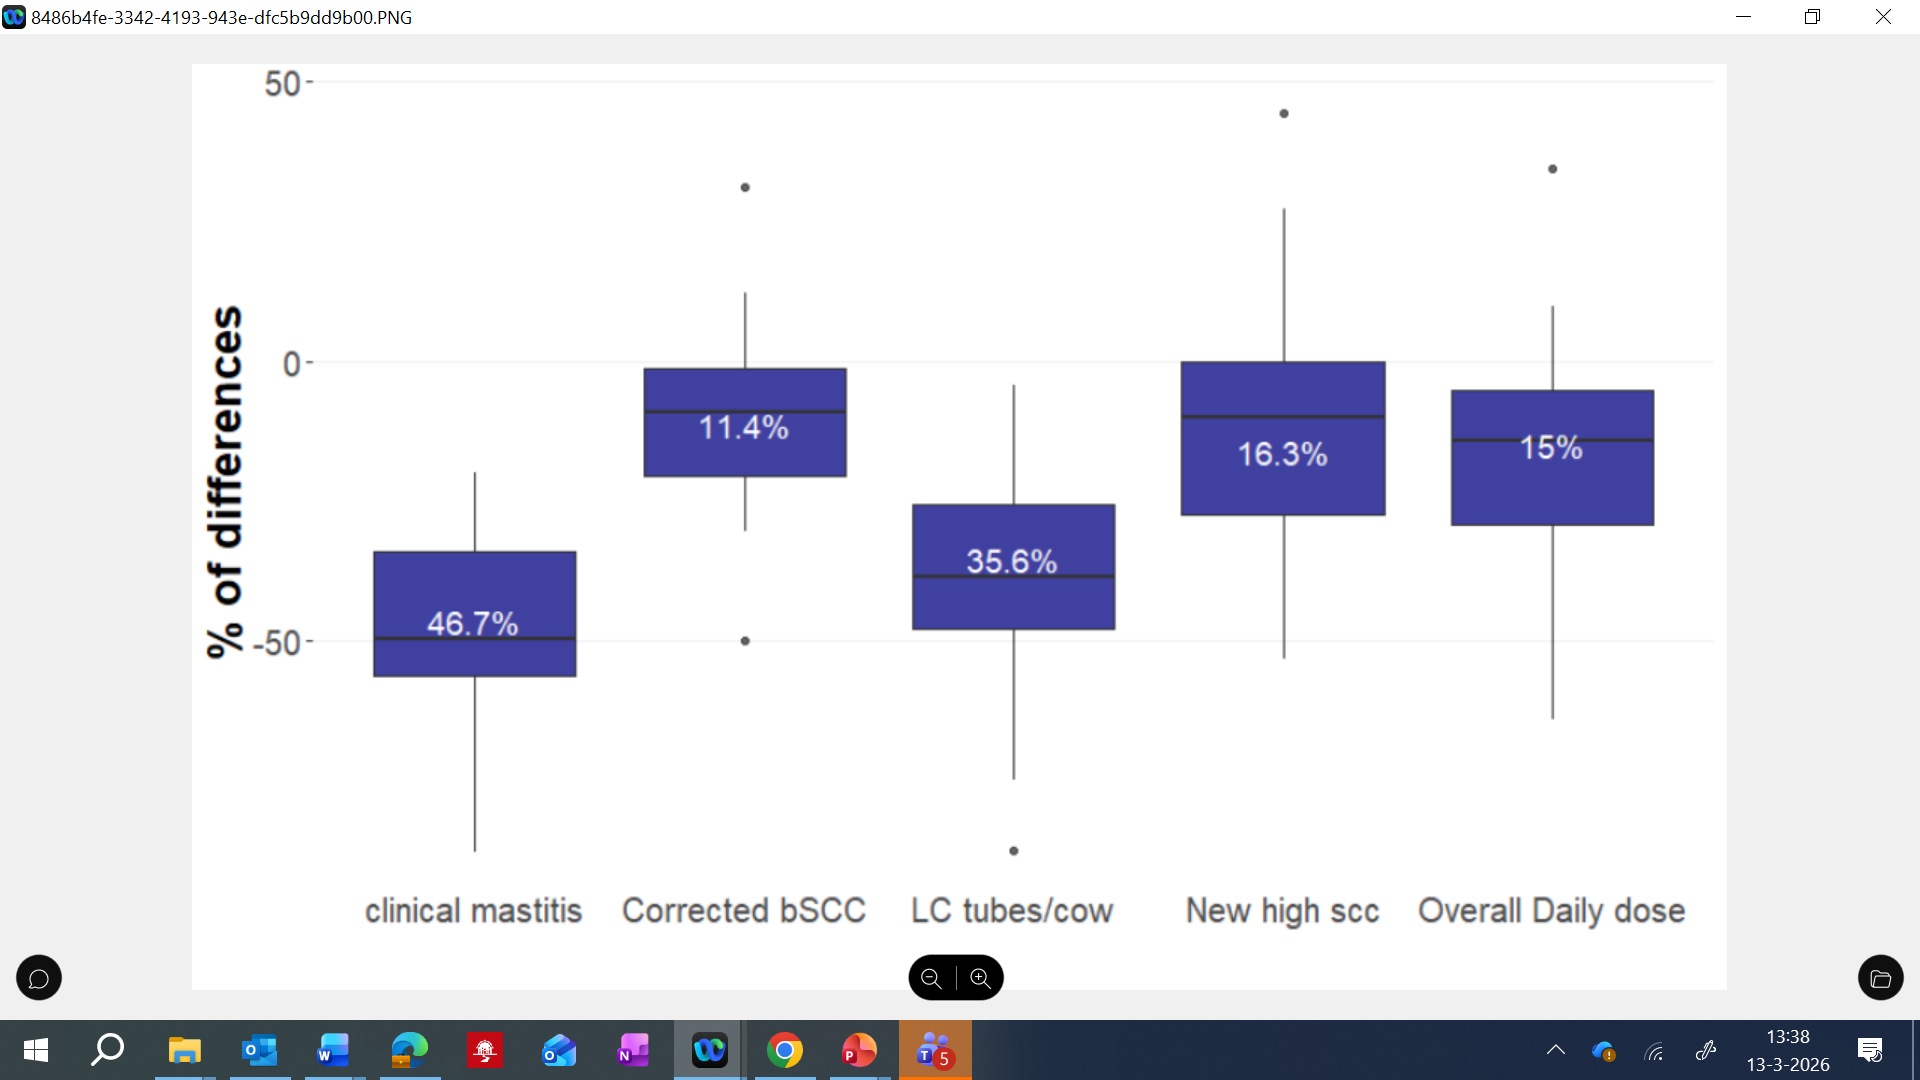 8486b4fe-3342-4193-943e-dfc5b9dd9b00.PNG
50
0
-50
% of differences
46.7%
11.4%
35.6%
16.3%
15%
clinical mastitis
Corrected bSCC
LC tubes/cow
New high scc
Overall Daily dose
O
W
O
N
P
T
5
13:38
13-3-2026